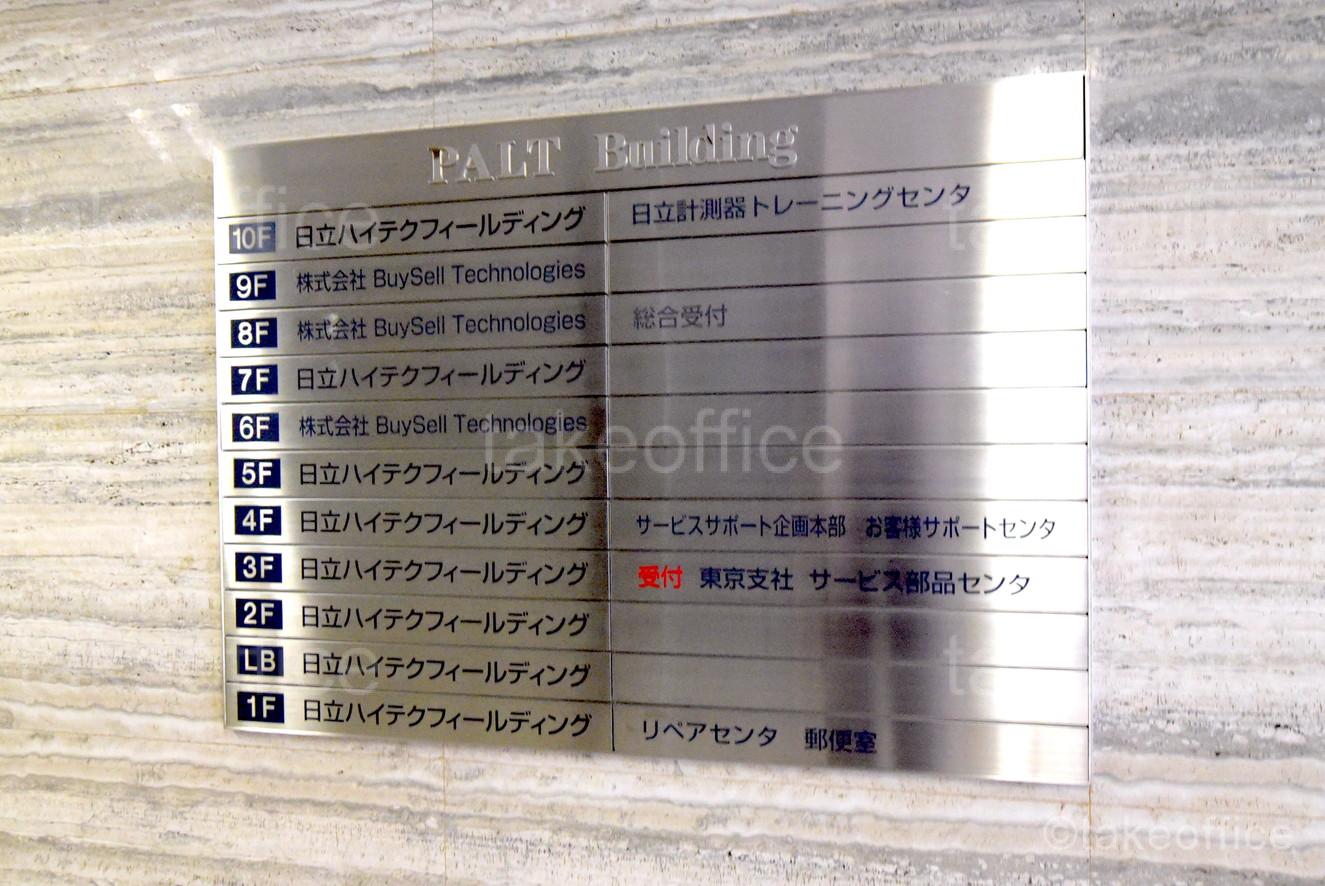 PALT Building
10F 日立ハイテクフィールディング 日立計測器トレーニングセンタ
9F 株式会社 BuySell Technologies
8F 株式会社 BuySell Technologies 総合受付
7F 日立ハイテクフィールディング
6F 株式会社 BuySell Technologies
5F 日立ハイテクフィールディング
4F 日立ハイテクフィールディング サービスサポート企画本部 お客様サポートセンタ
3F 日立ハイテクフィールディング 受付 東京支社 サービス部品センタ
2F 日立ハイテクフィールディング
LB 日立ハイテクフィールディング
1F 日立ハイテクフィールディング リペアセンタ 郵便室
takeoffice
©takeoffice